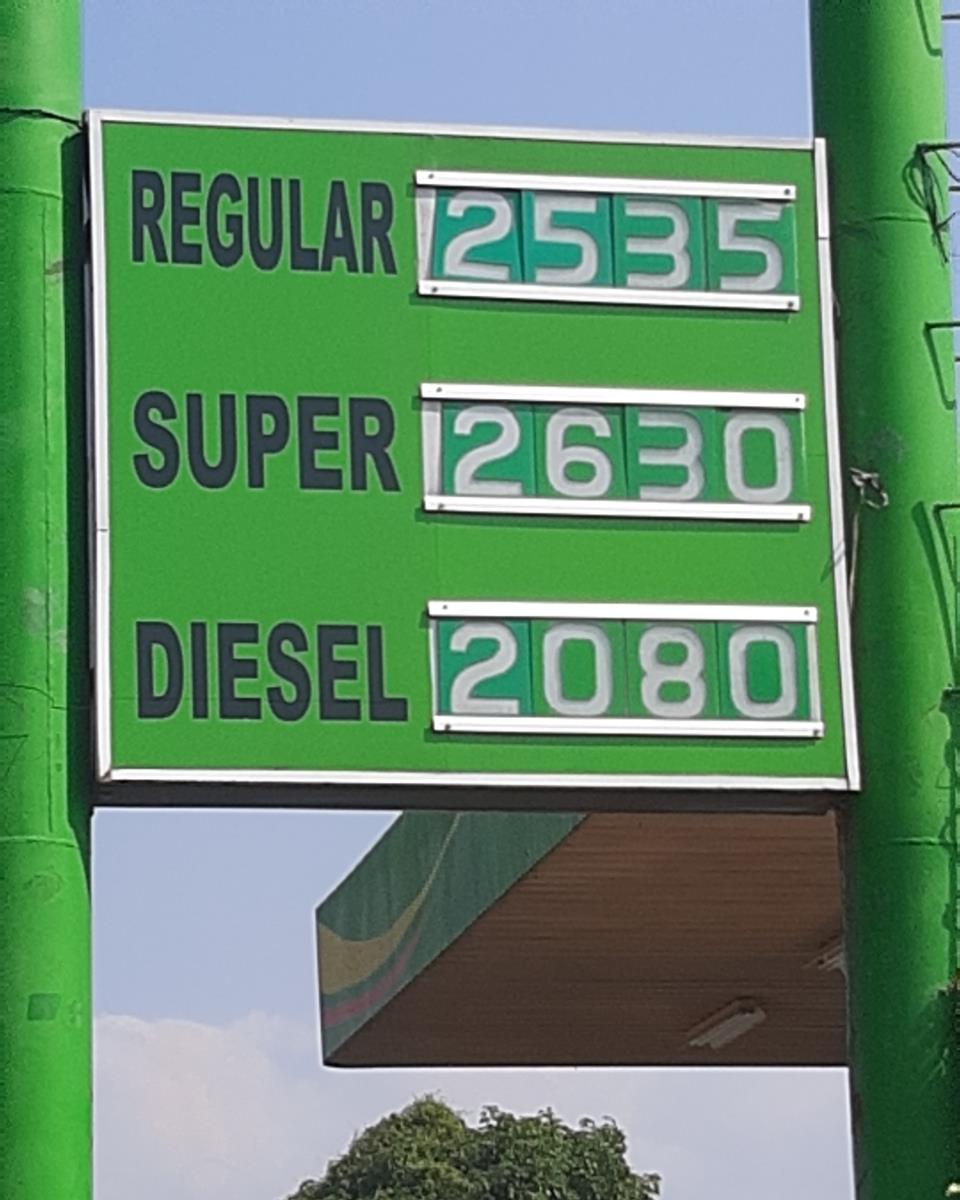 REGULAR 2535
SUPER 2630
DIESEL 2080